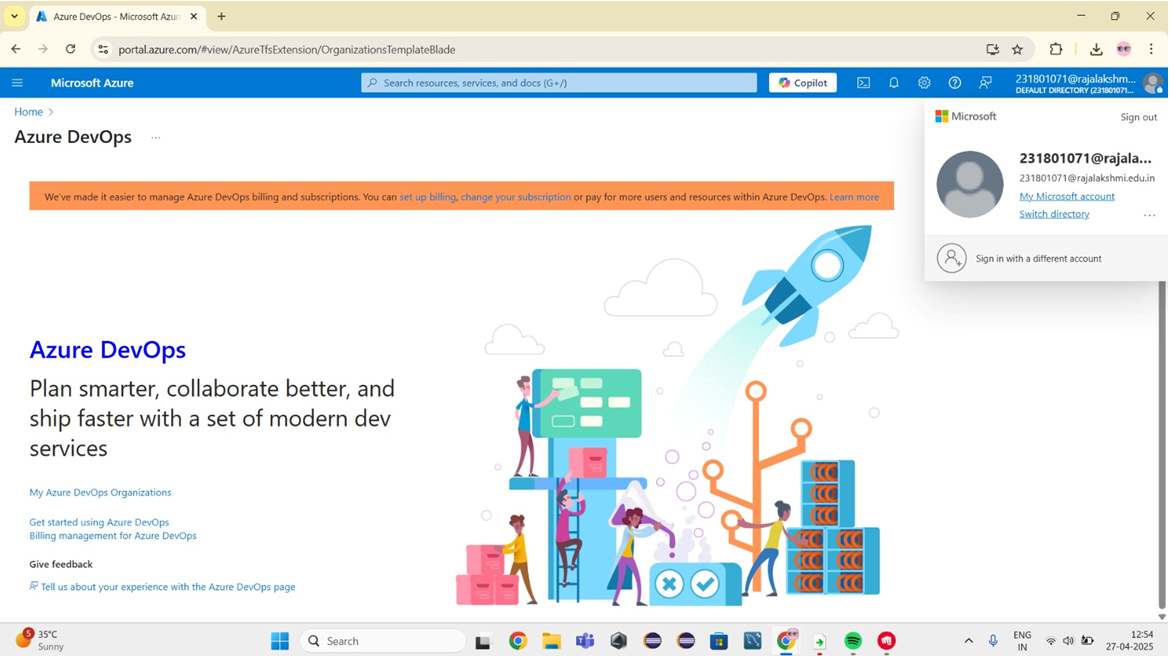 Azure DevOps - Microsoft Azur
portal.azure.com/#view/AzureTfsExtension/OrganizationsTemplateBlade
Microsoft Azure
Search resources, services, and docs (G+/)
Copilot
231801071@rajalakshm...
DEFAULT DIRECTORY (231801071...
Home >
Azure DevOps ...
Microsoft
Sign out
231801071@rajala...
231801071@rajalakshmi.edu.in
My Microsoft account
Switch directory ...
Sign in with a different account
We've made it easier to manage Azure DevOps billing and subscriptions. You can set up billing, change your subscription or pay for more users and resources within Azure DevOps. Learn more
Azure DevOps
Plan smarter, collaborate better, and
ship faster with a set of modern dev
services
My Azure DevOps Organizations
Get started using Azure DevOps
Billing management for Azure DevOps
Give feedback
Tell us about your experience with the Azure DevOps page
5
35°C
Sunny
Search
ENG
IN
12:54
27-04-2025